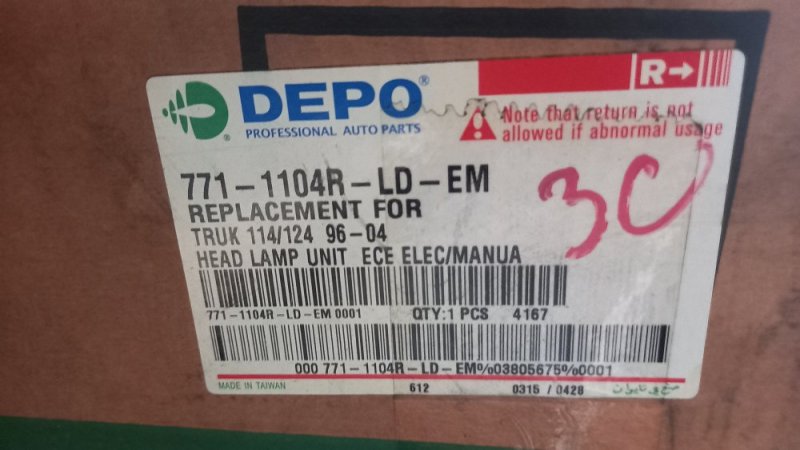 DEPO®
PROFESSIONAL AUTO PARTS
R→
Note that return is not
allowed if abnormal usage
771-1104R-LD-EM
30
REPLACEMENT FOR
TRUK 114/124 96-04
HEAD LAMP UNIT ECE ELEC/MANUA
771-1104R-LD-EM 0001 QTY:1 PCS 4167
000 771-1104R-LD-EM%03805675%0001
MADE IN TAIWAN 612 0315 / 0428